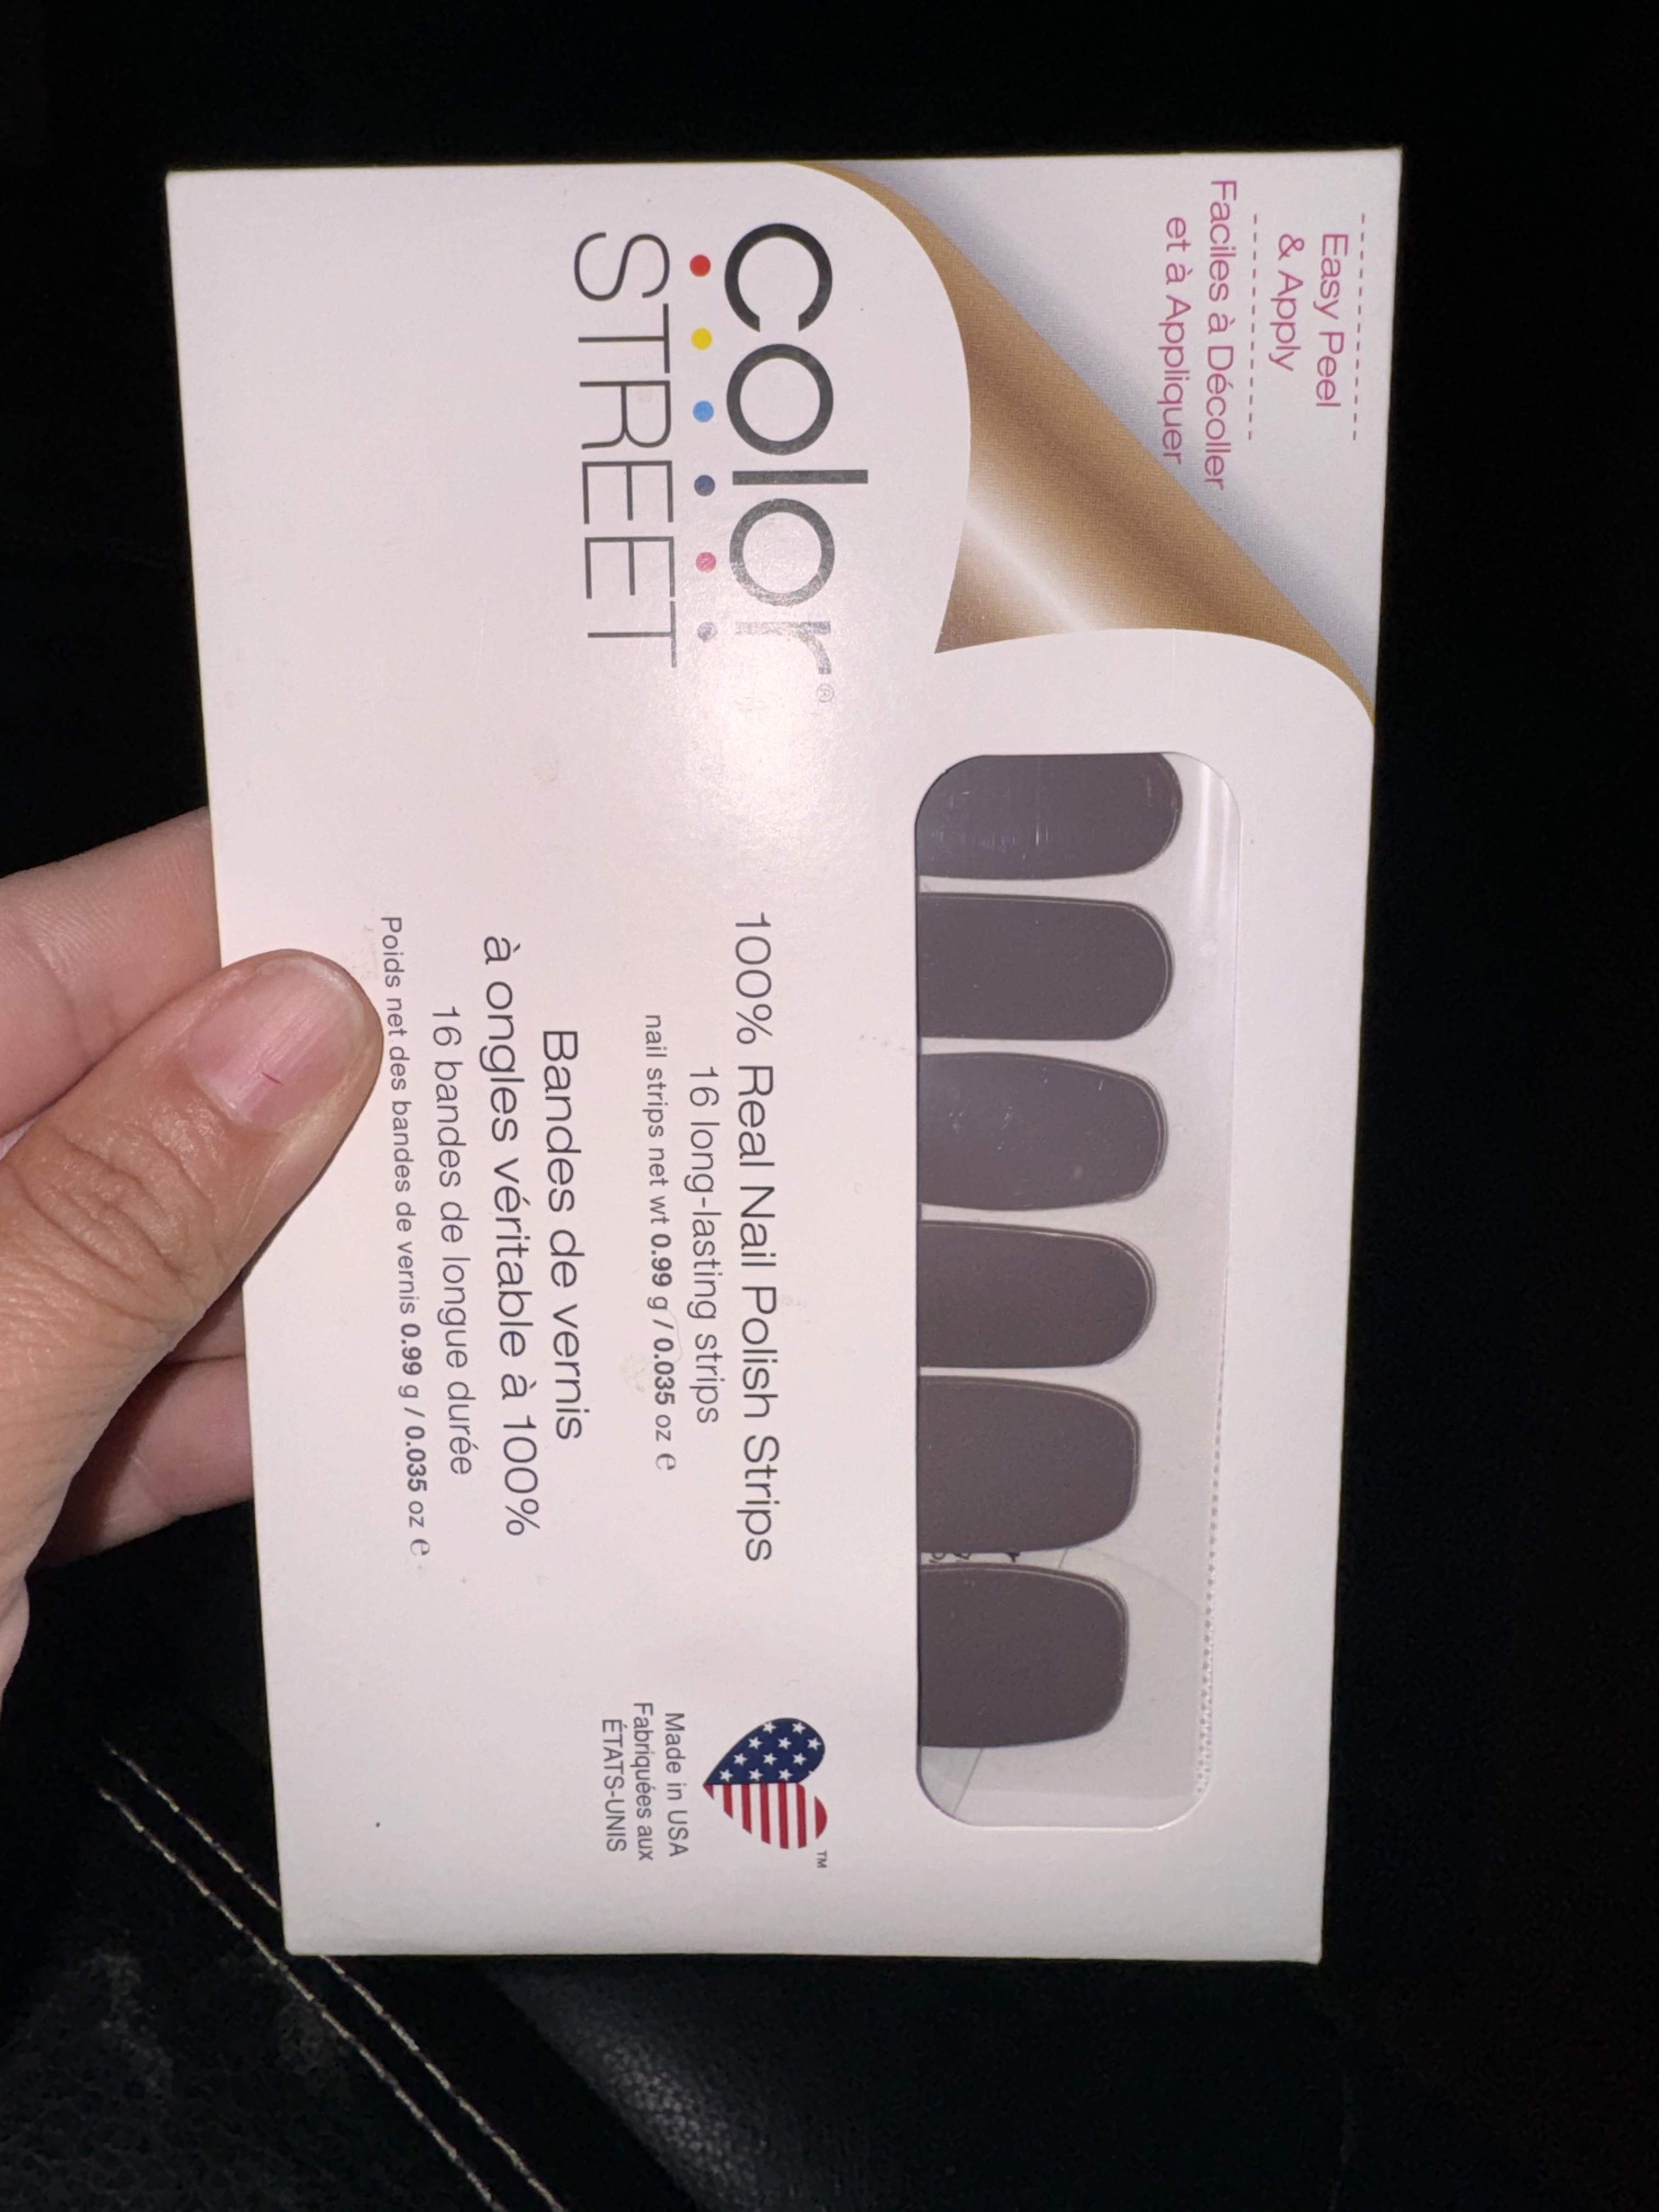 Easy Peel
& Apply
Faciles à Décoller
et à Appliquer
color®
STREET
100% Real Nail Polish Strips
16 long-lasting strips
nail strips net wt 0.99 g / 0.035 oz ℮
Bandes de vernis
à ongles véritable à 100%
16 bandes de longue durée
Poids net des bandes de vernis 0.99 g / 0.035 oz ℮
TM
Made in USA
Fabriquées aux
ÉTATS-UNIS